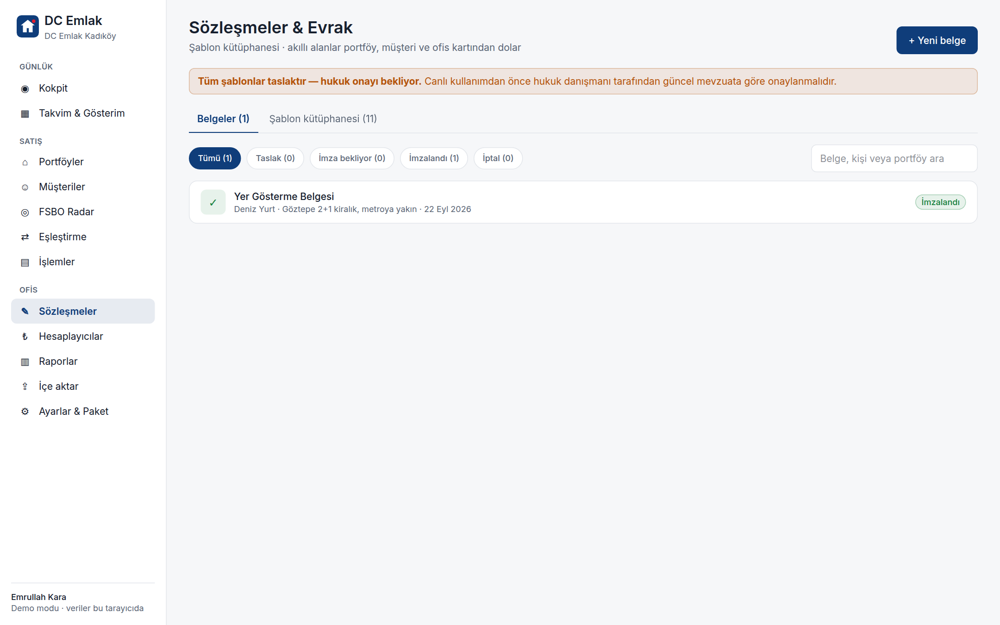 DC Emlak
DC Emlak Kadıköy
GÜNLÜK
Kokpit
Takvim & Gösterim
SATIŞ
Portföyler
Müşteriler
FSBO Radar
Eşleştirme
İşlemler
OFİS
Sözleşmeler
Hesaplayıcılar
Raporlar
İçe aktar
Ayarlar & Paket
Emrullah Kara
Demo modu · veriler bu tarayıcıda
Sözleşmeler & Evrak
Şablon kütüphanesi · akıllı alanlar portföy, müşteri ve ofis kartından dolar
+ Yeni belge
Tüm şablonlar taslaktır — hukuk onayı bekliyor. Canlı kullanımdan önce hukuk danışmanı tarafından güncel mevzuata göre onaylanmalıdır.
Belgeler (1) Şablon kütüphanesi (11)
Tümü (1) Taslak (0) İmza bekliyor (0) İmzalandı (1) İptal (0) Belge, kişi veya portföy ara
Yer Gösterme Belgesi
Deniz Yurt · Göztepe 2+1 kiralık, metroya yakın · 22 Eyl 2026
İmzalandı